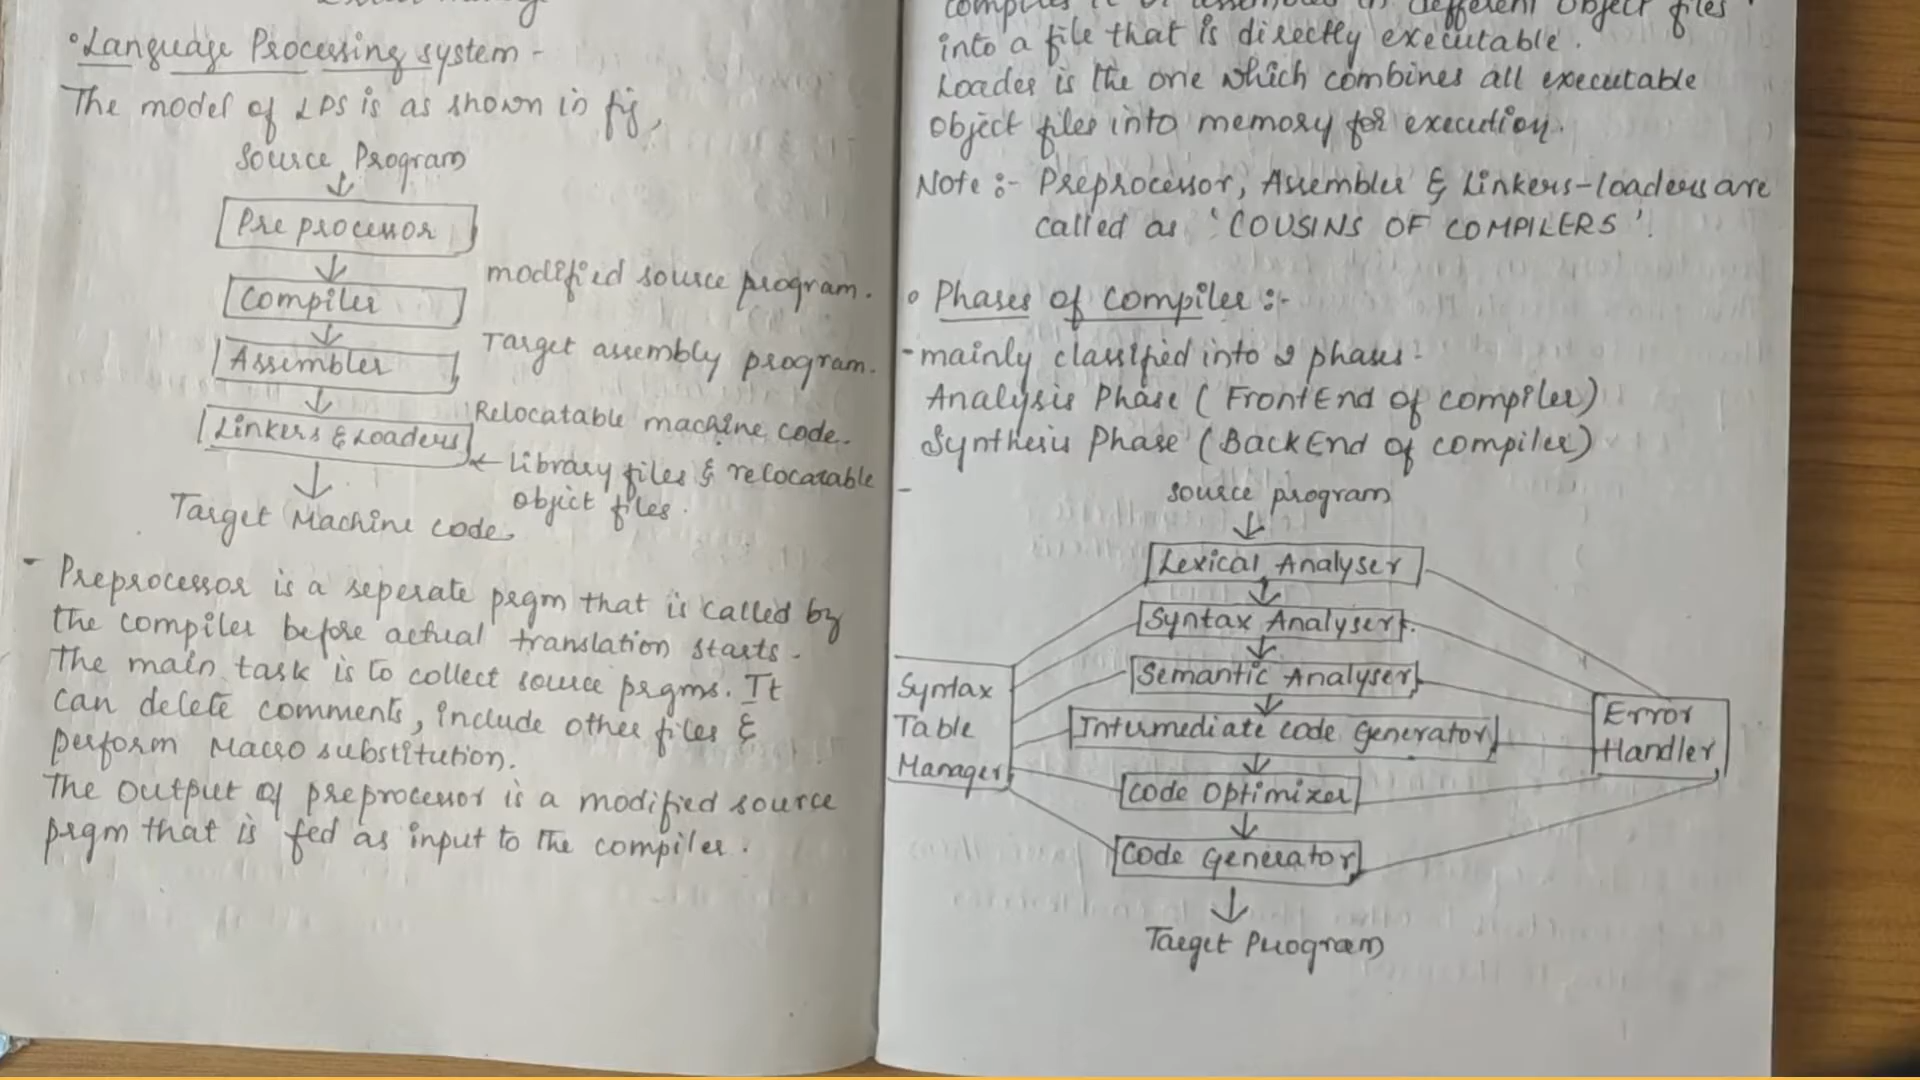 •Language Processing system -
The model of LPS is as shown in fig,
Source Program
Preprocessor
modified source program.
Compiler
Target assembly program.
Assembler
Relocatable machine code.
Linkers & Loaders
Library files & relocatable
object files.
Target Machine code.
- Preprocessor is a seperate prgm that is called by
the compiler before actual translation starts.
The main task is to collect source prgms. It
can delete comments, include other files &
perform Macro substitution.
The output of preprocessor is a modified source
prgm that is fed as input to the compiler.
different object files
into a file that is directly executable.
Loader is the one which combines all executable
object files into memory for execution.
Note :- Preprocessor, Assembler & Linkers-loaders are
called as 'COUSINS OF COMPILERS'.
• Phases of compiler :-
- mainly classified into 2 phases-
Analysis Phase (FrontEnd of compiler)
Synthesis Phase (BackEnd of compiler)
-
source program
Lexical Analyser
Syntax Analyser
Semantic Analyser
Intermediate code Generator
Code Optimizer
Code Generator
Target Program
Syntax
Table
Manager
Error
Handler